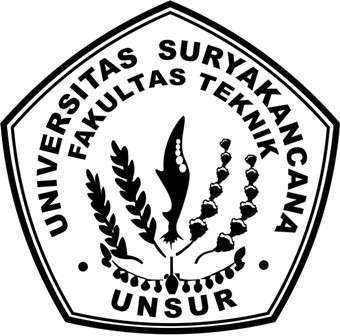 UNIVERSITAS SURYAKANCANA
FAKULTAS TEKNIK
• UNSUR •